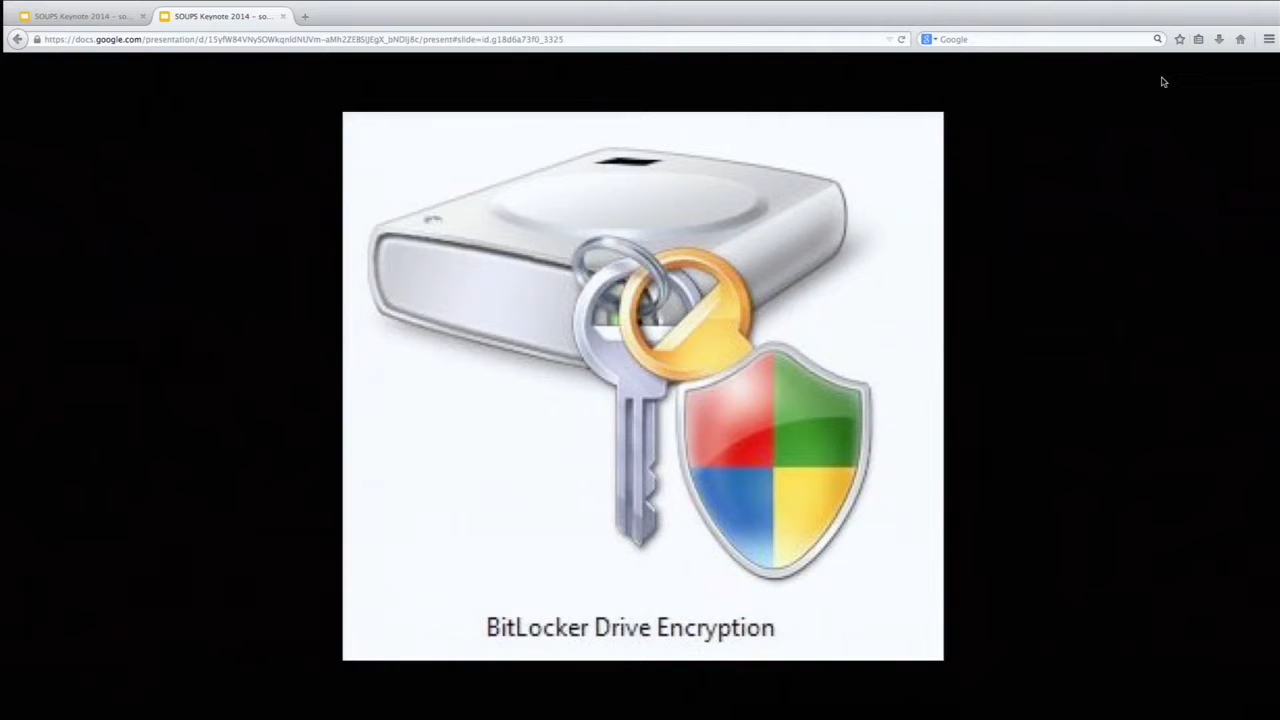 SOUPS Keynote 2014 – so...
SOUPS Keynote 2014 – so...
Google
BitLocker Drive Encryption